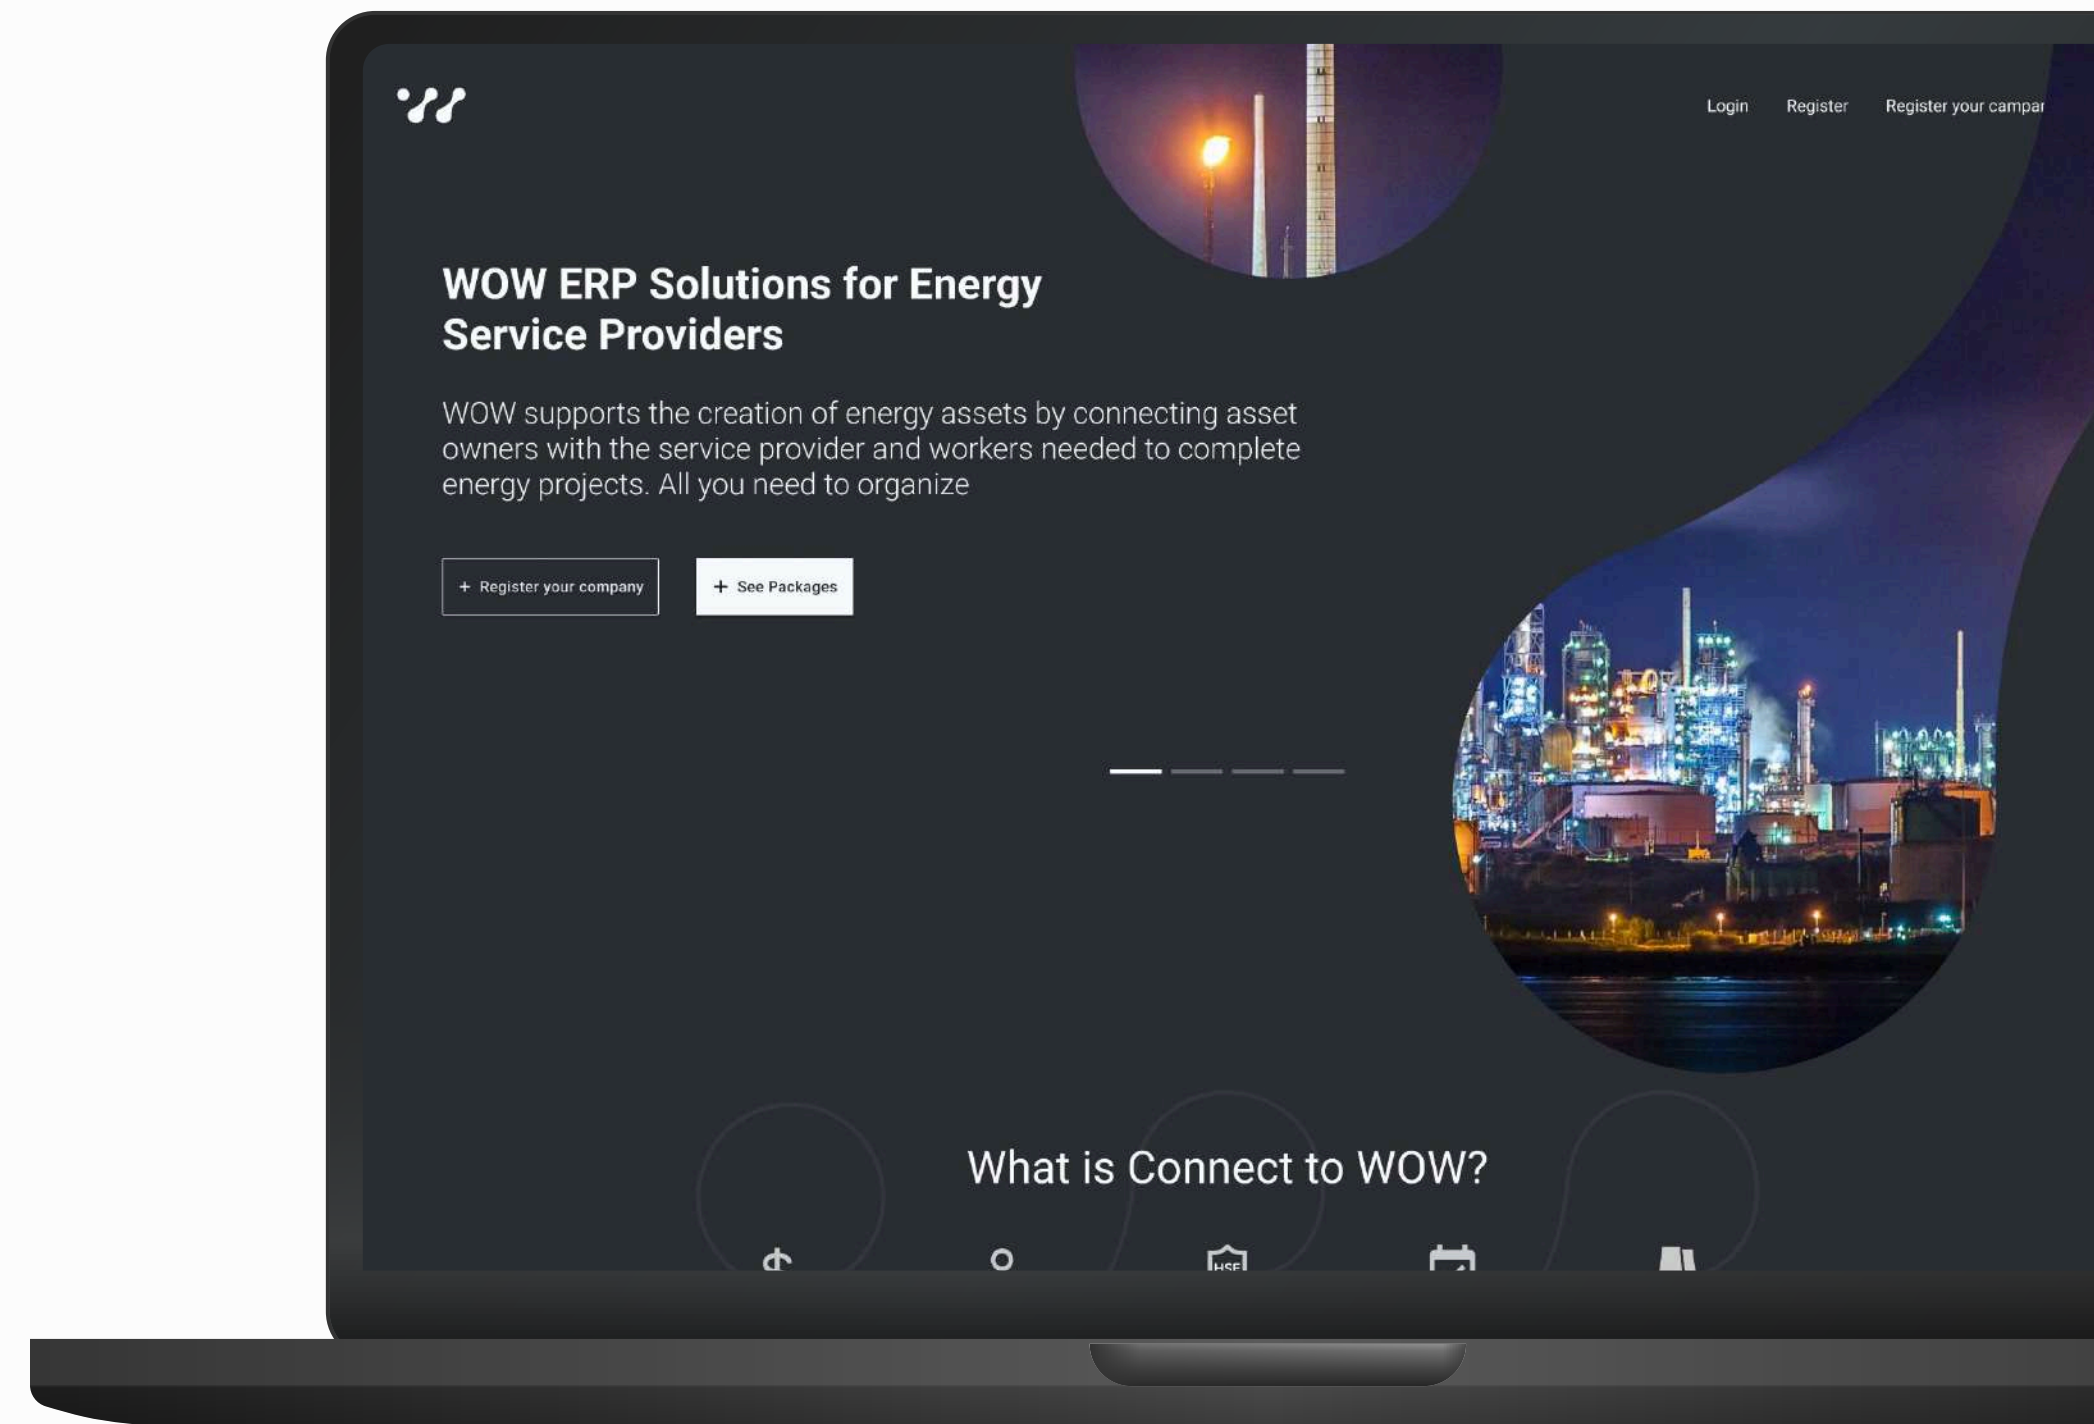 Login Register Register your campar
WOW ERP Solutions for Energy
Service Providers
WOW supports the creation of energy assets by connecting asset
owners with the service provider and workers needed to complete
energy projects. All you need to organize
+ Register your company + See Packages
What is Connect to WOW?
HSE